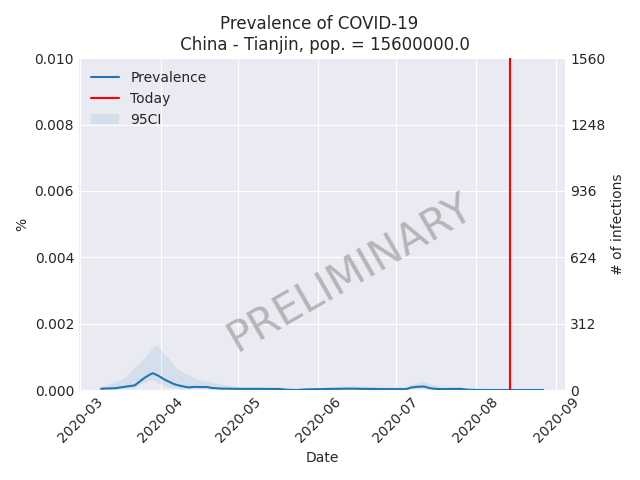 Prevalence of COVID-19
China - Tianjin, pop. = 15600000.0
0.010
0.008
0.006
0.004
0.002
0.000
%
Prevalence
Today
95CI
PRELIMINARY
1560
1248
936
624
312
0
# of infections
2020-03
2020-04
2020-05
2020-06
2020-07
2020-08
2020-09
Date